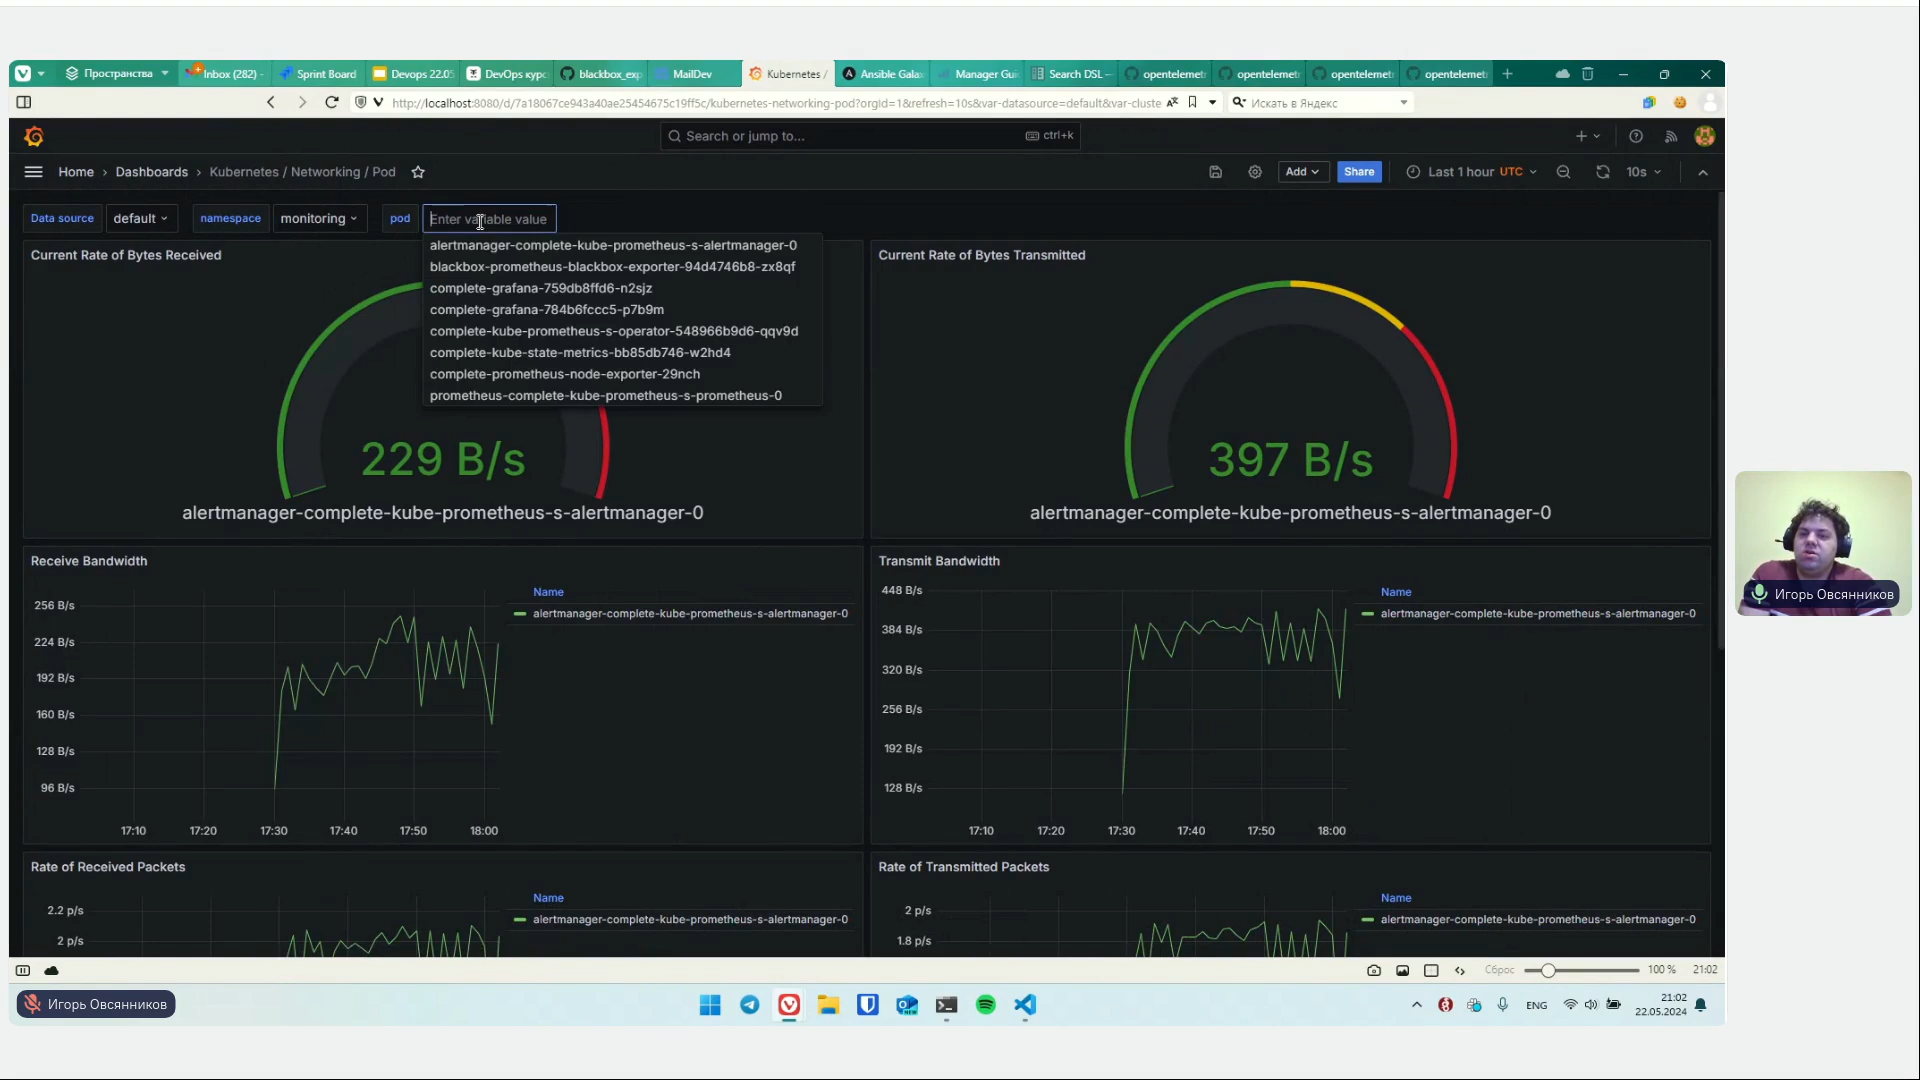 Пространства
Inbox (282) -
Sprint Board
Devops 22.05
DevOps курс
blackbox_exp
MailDev
Kubernetes /
Ansible Gala
Manager Gui
Search DSL –
opentelemet
opentelemet
opentelemet
opentelemet
http://localhost:8080/d/7a18067ce943a40ae25454675c19ff5c/kubernetes-networking-pod?orgId=1&refresh=10s&var-datasource=default&var-cluste
Искать в Яндекс
Search or jump to...
ctrl+k
Home › Dashboards › Kubernetes / Networking / Pod
Add
Share
Last 1 hour UTC
10s
Data source
default
namespace
monitoring
pod
Enter variable value
alertmanager-complete-kube-prometheus-s-alertmanager-0
blackbox-prometheus-blackbox-exporter-94d4746b8-zx8qf
complete-grafana-759db8ffd6-n2sjz
complete-grafana-784b6fccc5-p7b9m
complete-kube-prometheus-s-operator-548966b9d6-qqv9d
complete-kube-state-metrics-bb85db746-w2hd4
complete-prometheus-node-exporter-29nch
prometheus-complete-kube-prometheus-s-prometheus-0
Current Rate of Bytes Received
229 B/s
alertmanager-complete-kube-prometheus-s-alertmanager-0
Current Rate of Bytes Transmitted
397 B/s
alertmanager-complete-kube-prometheus-s-alertmanager-0
Receive Bandwidth
256 B/s
224 B/s
192 B/s
160 B/s
128 B/s
96 B/s
17:10
17:20
17:30
17:40
17:50
18:00
Name
alertmanager-complete-kube-prometheus-s-alertmanager-0
Transmit Bandwidth
448 B/s
384 B/s
320 B/s
256 B/s
192 B/s
128 B/s
17:10
17:20
17:30
17:40
17:50
18:00
Name
alertmanager-complete-kube-prometheus-s-alertmanager-0
Игорь Овсянников
Rate of Received Packets
2.2 p/s
2 p/s
Name
alertmanager-complete-kube-prometheus-s-alertmanager-0
Rate of Transmitted Packets
2 p/s
1.8 p/s
Name
alertmanager-complete-kube-prometheus-s-alertmanager-0
Сброс
100 %
21:02
Игорь Овсянников
ENG
21:02
22.05.2024